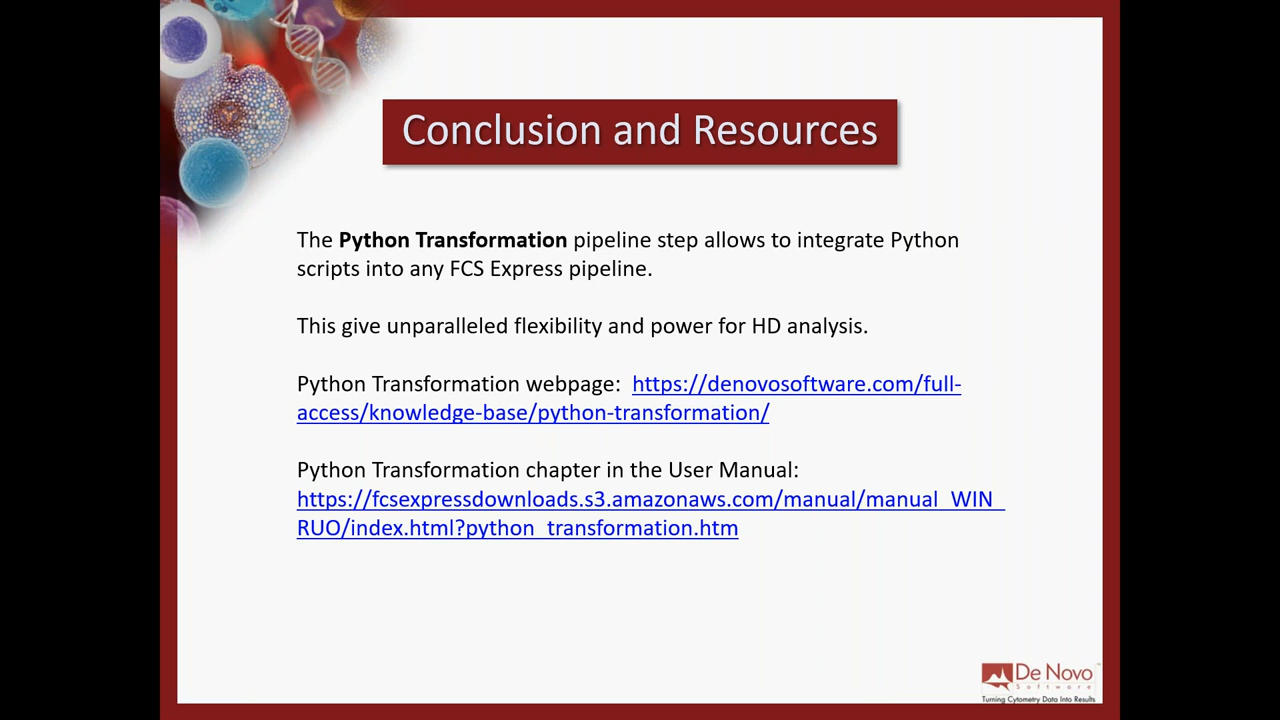 Conclusion and Resources
The Python Transformation pipeline step allows to integrate Python
scripts into any FCS Express pipeline.
This give unparalleled flexibility and power for HD analysis.
Python Transformation webpage: https://denovosoftware.com/full-
access/knowledge-base/python-transformation/
Python Transformation chapter in the User Manual:
https://fcsexpressdownloads.s3.amazonaws.com/manual/manual_WIN_
RUO/index.html?python_transformation.htm
De Novo
Software
Turning Cytometry Data Into Results